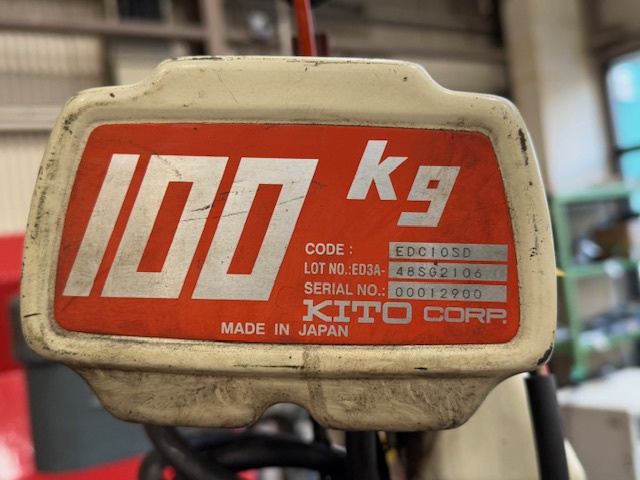 100 kg
CODE : EDC10SD
LOT NO.:ED3A- 48SG2106
SERIAL NO.: 00012900
KITO CORP.
MADE IN JAPAN